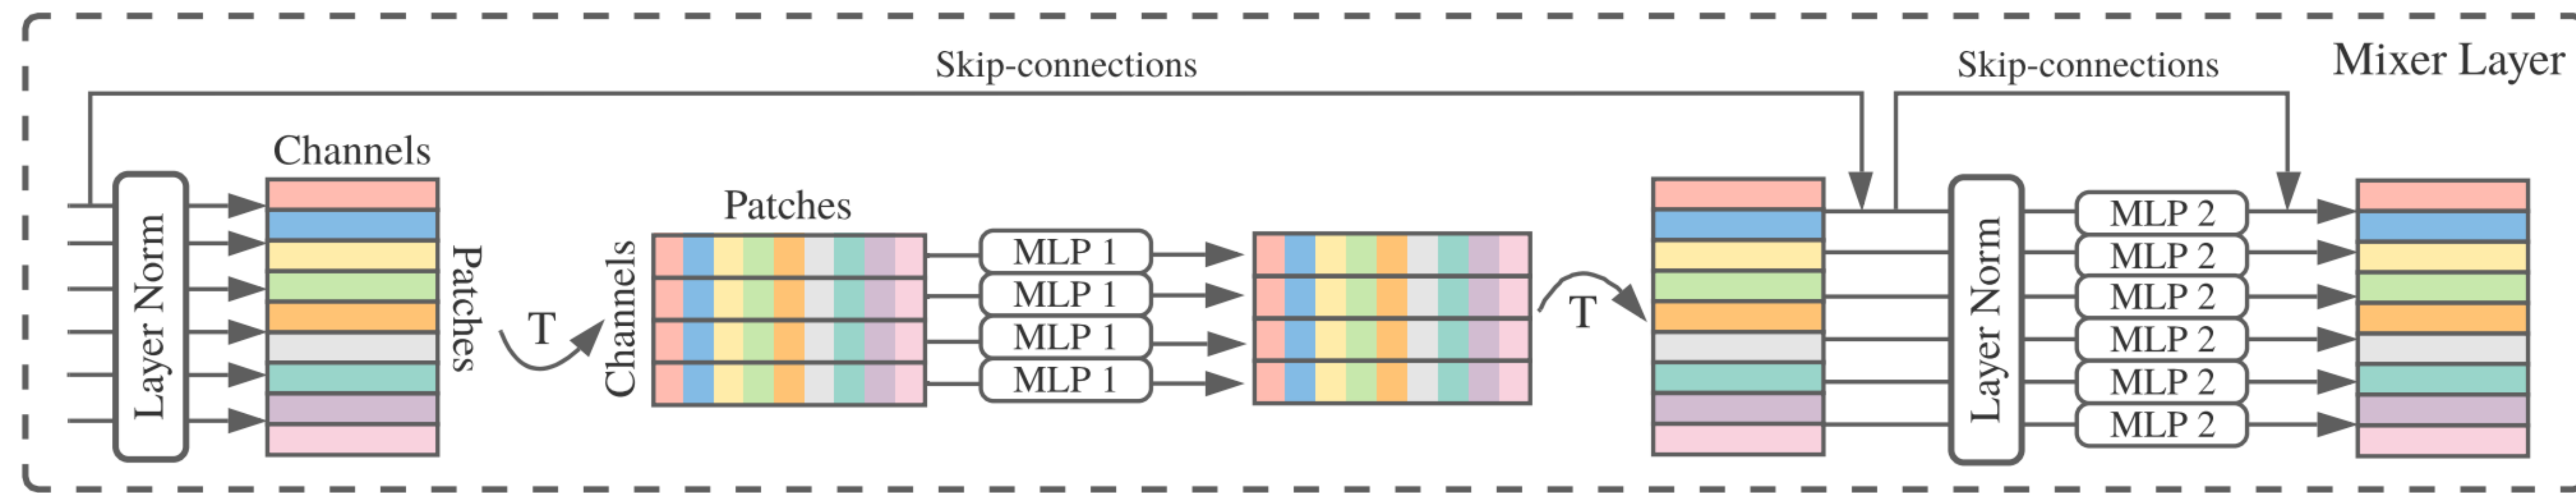 Skip-connections
Skip-connections
Mixer Layer
Layer Norm
Channels
Patches
T
Channels
Patches
MLP 1
MLP 1
MLP 1
MLP 1
T
Layer Norm
MLP 2
MLP 2
MLP 2
MLP 2
MLP 2
MLP 2